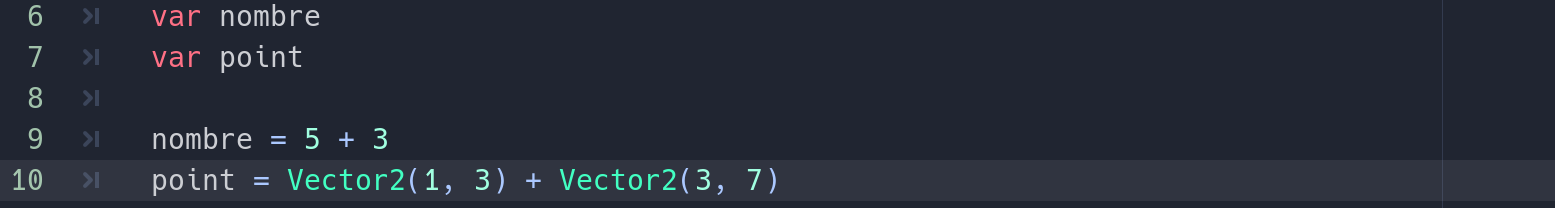 6 var nombre
7 var point
8
9 nombre = 5 + 3
10 point = Vector2(1, 3) + Vector2(3, 7)